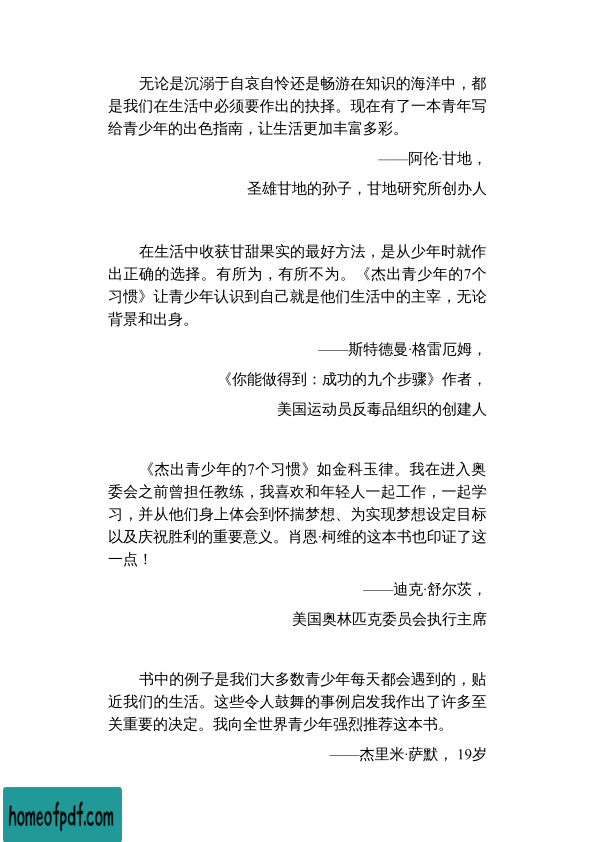 无论是沉溺于自哀自怜还是畅游在知识的海洋中，都
是我们在生活中必须要作出的抉择。现在有了一本青年写
给青少年的出色指南，让生活更加丰富多彩。
——阿伦·甘地，
圣雄甘地的孙子，甘地研究所创办人
在生活中收获甘甜果实的最好方法，是从少年时就作
出正确的选择。有所为，有所不为。《杰出青少年的7个
习惯》让青少年认识到自己就是他们生活中的主宰，无论
背景和出身。
——斯特德曼·格雷厄姆，
《你能做得到：成功的九个步骤》作者，
美国运动员反毒品组织的创建人
《杰出青少年的7个习惯》如金科玉律。我在进入奥
委会之前曾担任教练，我喜欢和年轻人一起工作，一起学
习，并从他们身上体会到怀揣梦想、为实现梦想设定目标
以及庆祝胜利的重要意义。肖恩·柯维的这本书也印证了这
一点！
——迪克·舒尔茨，
美国奥林匹克委员会执行主席
书中的例子是我们大多数青少年每天都会遇到的，贴
近我们的生活。这些令人鼓舞的事例启发我作出了许多至
关重要的决定。我向全世界青少年强烈推荐这本书。
——杰里米·萨默， 19岁
homeofpdf.com